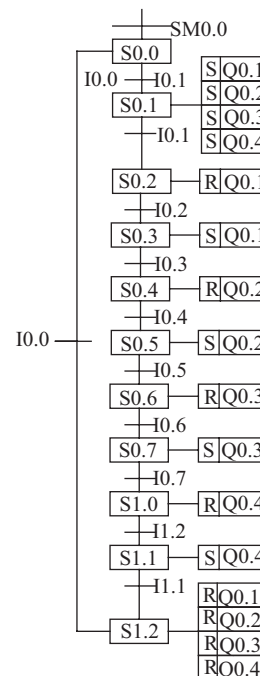 SM0.0
S0.0
I0.0 I0.1
S Q0.1
S Q0.2
S0.1
S Q0.3
S Q0.4
I0.1
S0.2 R Q0.1
I0.2
S0.3 S Q0.1
I0.3
S0.4 R Q0.2
I0.4
I0.0
S0.5 S Q0.2
I0.5
S0.6 R Q0.3
I0.6
S0.7 S Q0.3
I0.7
S1.0 R Q0.4
I1.2
S1.1 S Q0.4
I1.1
R Q0.1
R Q0.2
S1.2
R Q0.3
R Q0.4